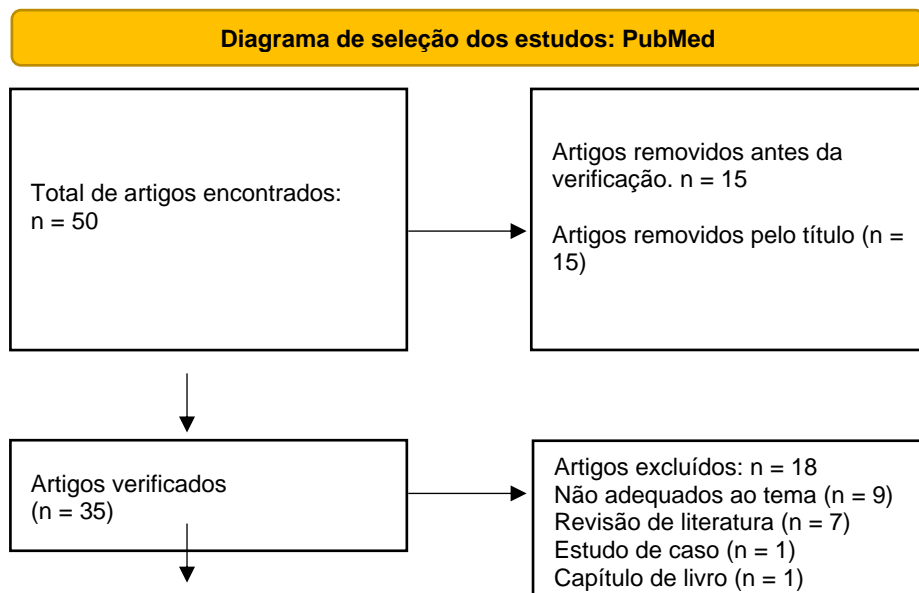 Diagrama de seleção dos estudos: PubMed
Total de artigos encontrados:
n = 50
Artigos removidos antes da
verificação. n = 15
Artigos removidos pelo título (n =
15)
Artigos verificados
(n = 35)
Artigos excluídos: n = 18
Não adequados ao tema (n = 9)
Revisão de literatura (n = 7)
Estudo de caso (n = 1)
Capítulo de livro (n = 1)